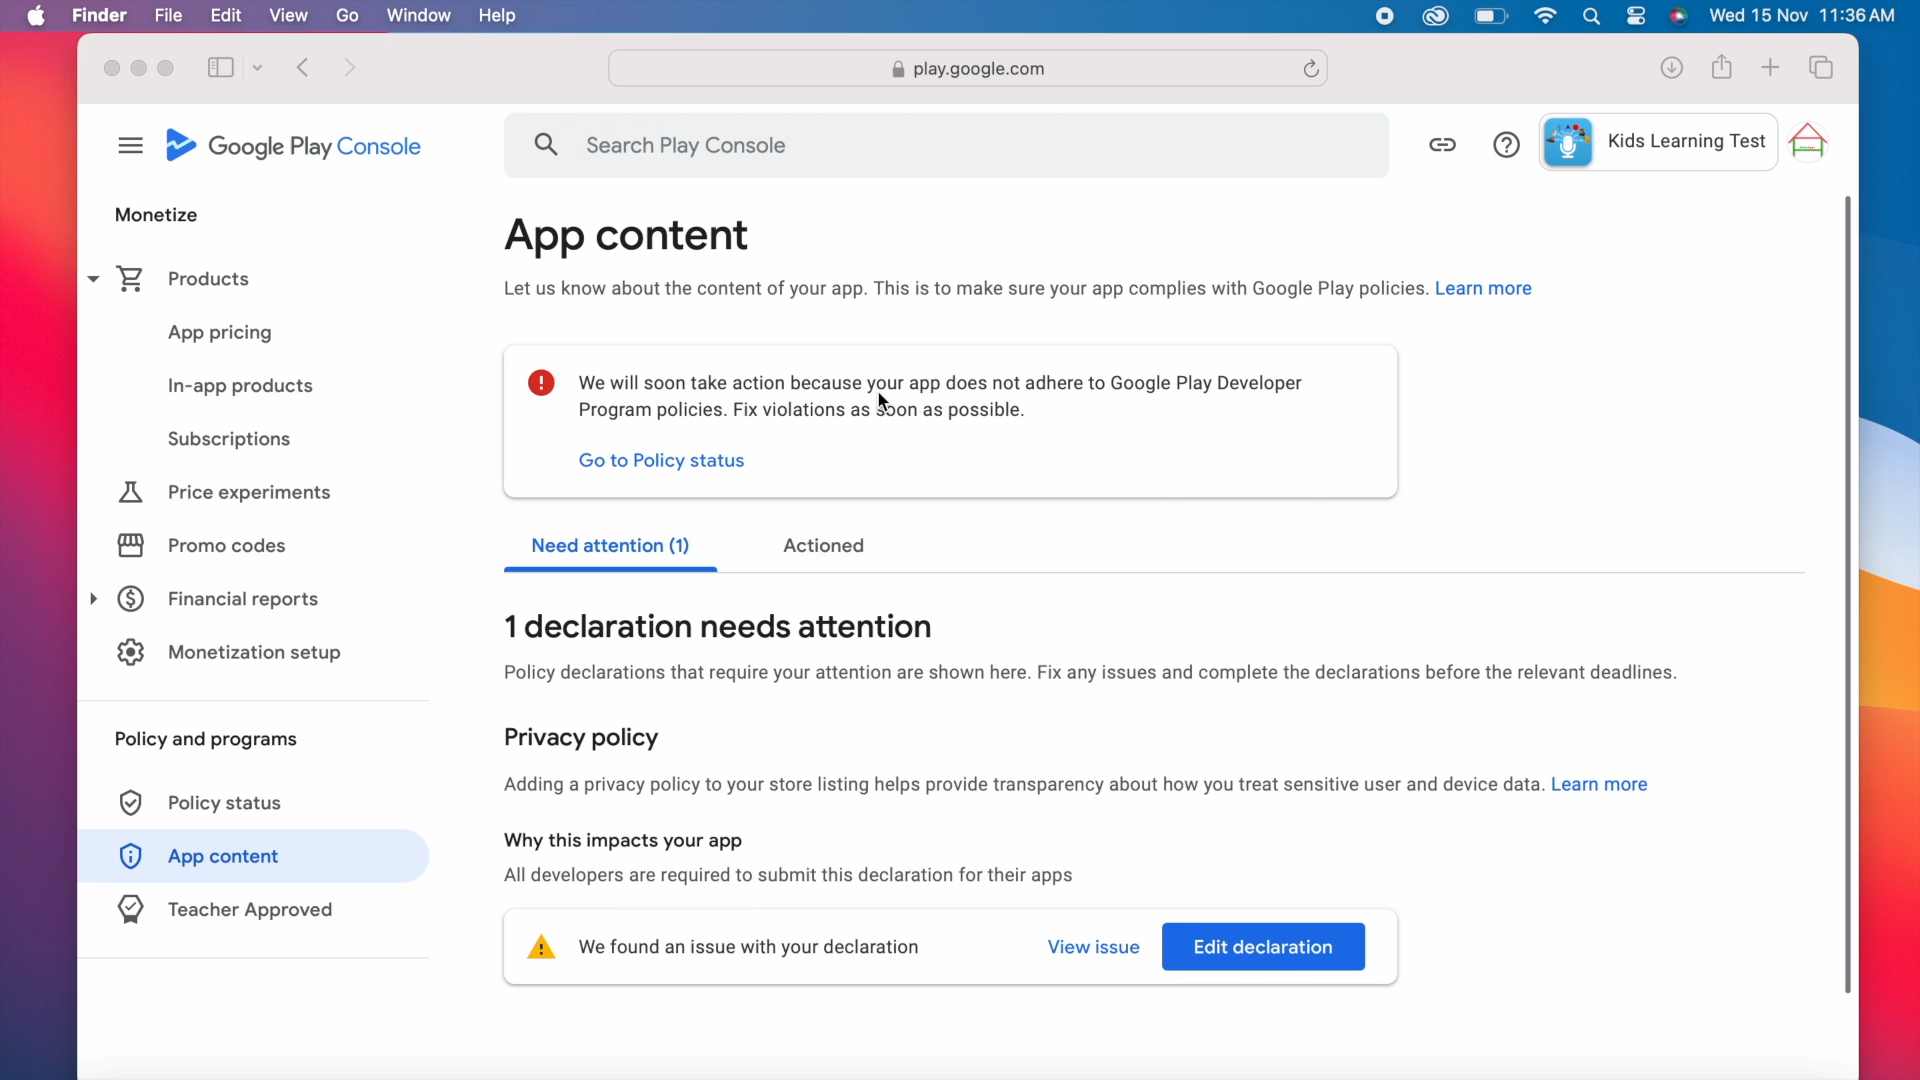 Finder File Edit View Go Window Help Wed 15 Nov 11:36 AM
play.google.com
Google Play Console
Search Play Console
Kids Learning Test
Monetize
Products
App pricing
In-app products
Subscriptions
Price experiments
Promo codes
Financial reports
Monetization setup
Policy and programs
Policy status
App content
Teacher Approved
App content
Let us know about the content of your app. This is to make sure your app complies with Google Play policies. Learn more
We will soon take action because your app does not adhere to Google Play Developer
Program policies. Fix violations as soon as possible.
Go to Policy status
Need attention (1) Actioned
1 declaration needs attention
Policy declarations that require your attention are shown here. Fix any issues and complete the declarations before the relevant deadlines.
Privacy policy
Adding a privacy policy to your store listing helps provide transparency about how you treat sensitive user and device data. Learn more
Why this impacts your app
All developers are required to submit this declaration for their apps
We found an issue with your declaration View issue Edit declaration